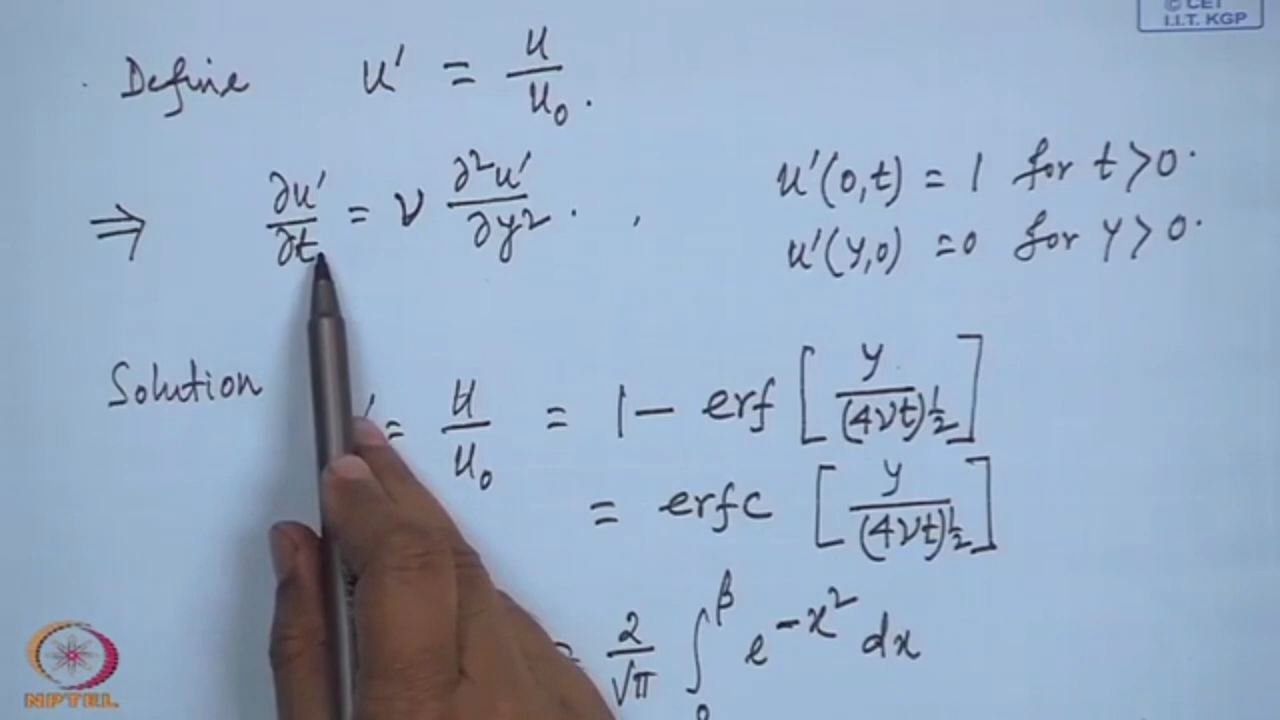 © CET
I.I.T. KGP
Define u' = u/u₀.
⇒ ∂u'/∂t = ν ∂²u'/∂y². , u'(0,t) = 1 for t>0.
u'(y,0) = 0 for y>0.
Solution ' = u/u₀ = 1 − erf [y/(4νt)^½]
= erfc [y/(4νt)^½]
= 2/√π ∫₀^β e^−x² dx
NPTEL